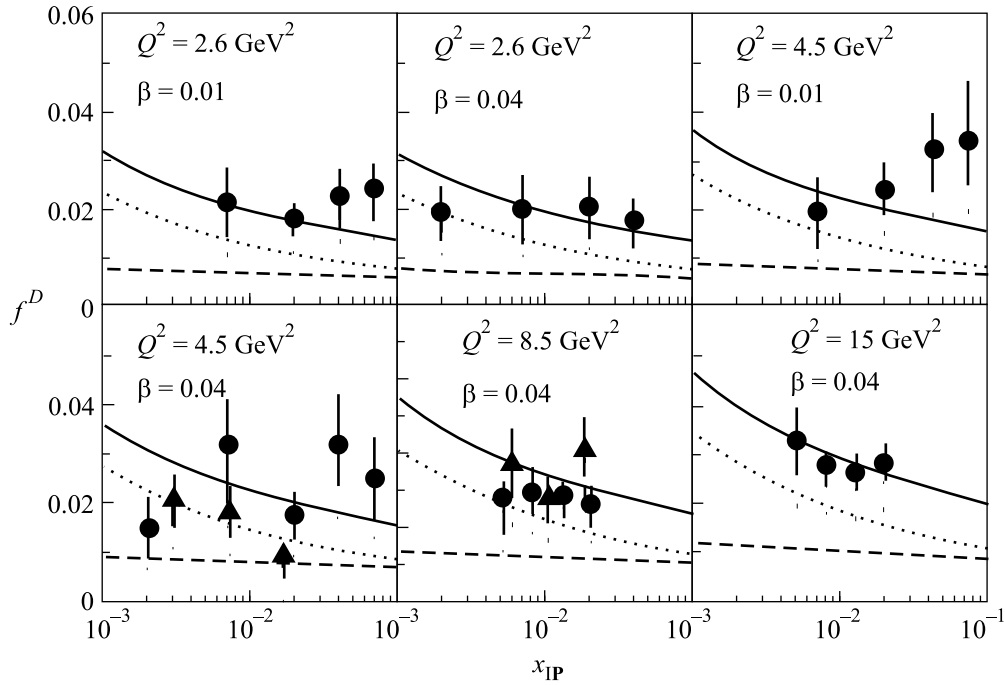 0.06
Q² = 2.6 GeV²
β = 0.01
Q² = 2.6 GeV²
β = 0.04
Q² = 4.5 GeV²
β = 0.01
0.04
0.02
0
f^D
Q² = 4.5 GeV²
β = 0.04
Q² = 8.5 GeV²
β = 0.04
Q² = 15 GeV²
β = 0.04
0.04
0.02
0
10⁻³ 10⁻² 10⁻³ 10⁻² 10⁻³ 10⁻² 10⁻¹
x_IP